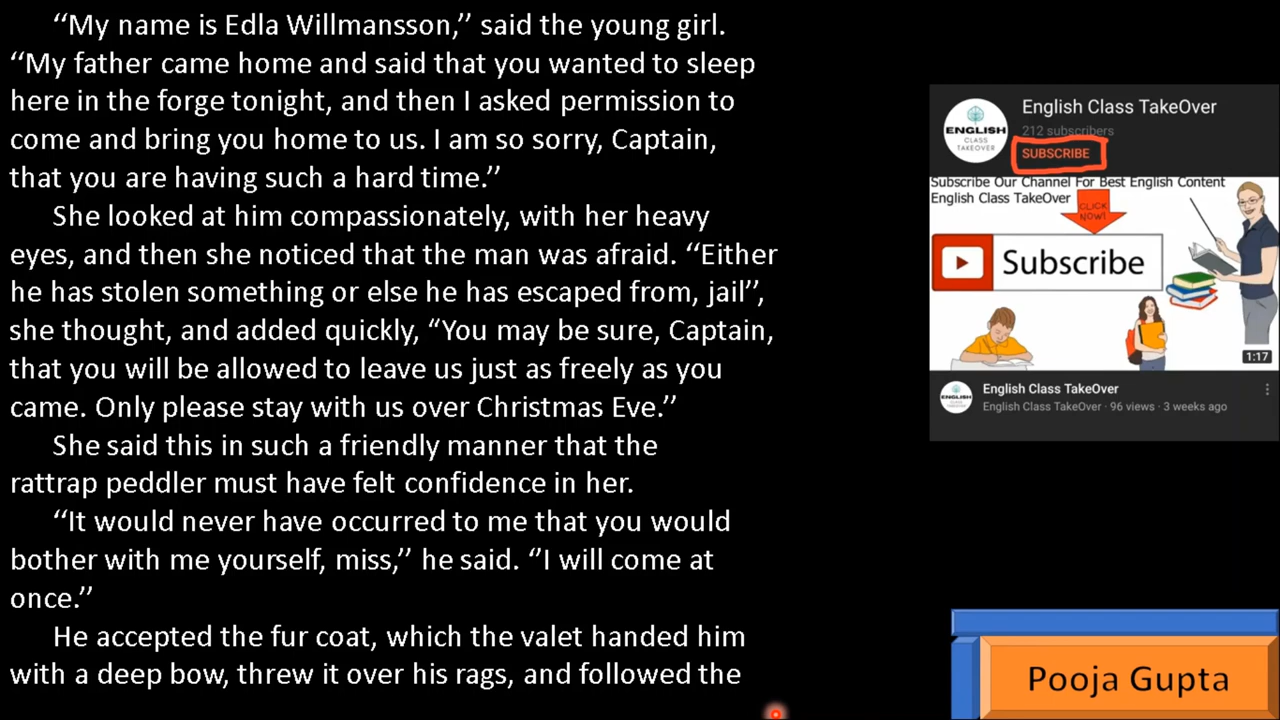 “My name is Edla Willmansson,” said the young girl.
“My father came home and said that you wanted to sleep
here in the forge tonight, and then I asked permission to
come and bring you home to us. I am so sorry, Captain,
that you are having such a hard time.”
She looked at him compassionately, with her heavy
eyes, and then she noticed that the man was afraid. “Either
he has stolen something or else he has escaped from, jail”,
she thought, and added quickly, “You may be sure, Captain,
that you will be allowed to leave us just as freely as you
came. Only please stay with us over Christmas Eve.”
She said this in such a friendly manner that the
rattrap peddler must have felt confidence in her.
“It would never have occurred to me that you would
bother with me yourself, miss,” he said. “I will come at
once.”
He accepted the fur coat, which the valet handed him
with a deep bow, threw it over his rags, and followed the
English Class TakeOver
212 subscribers
SUBSCRIBE
ENGLISH
CLASS
TAKEOVER
Subscribe Our Channel For Best English Content
English Class TakeOver
CLICK
NOW!
Subscribe
1:17
English Class TakeOver
English Class TakeOver · 96 views · 3 weeks ago
ENGLISH
Pooja Gupta